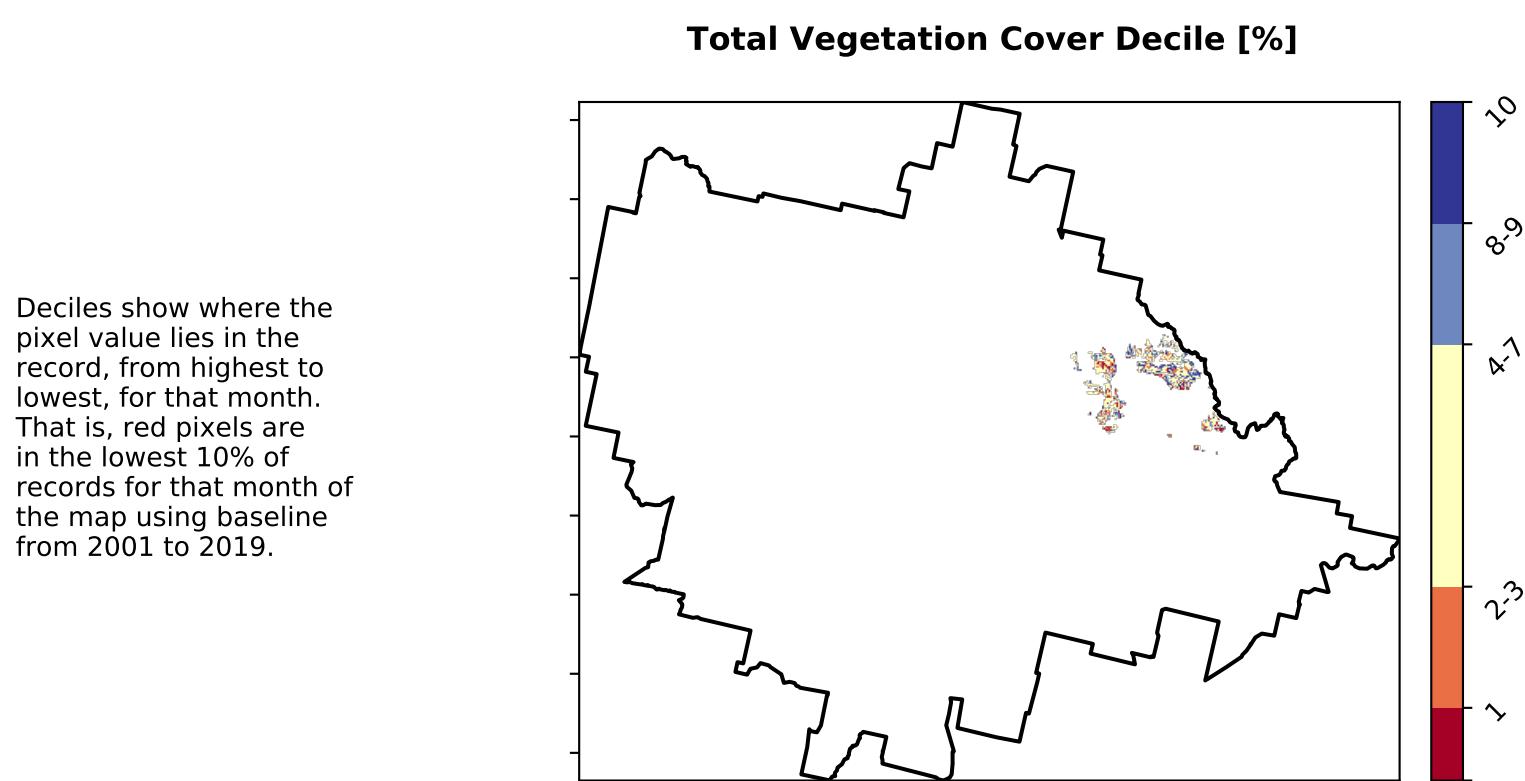 Total Vegetation Cover Decile [%]
Deciles show where the
pixel value lies in the
record, from highest to
lowest, for that month.
That is, red pixels are
in the lowest 10% of
records for that month of
the map using baseline
from 2001 to 2019.
10
8-9
4-7
2-3
1